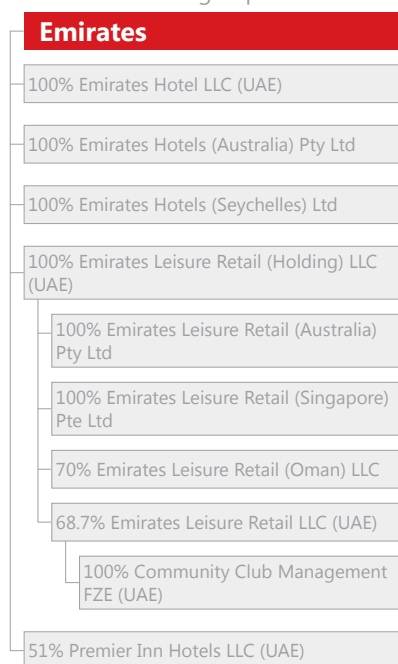 Emirates
100% Emirates Hotel LLC (UAE)
100% Emirates Hotels (Australia) Pty Ltd
100% Emirates Hotels (Seychelles) Ltd
100% Emirates Leisure Retail (Holding) LLC
(UAE)
100% Emirates Leisure Retail (Australia)
Pty Ltd
100% Emirates Leisure Retail (Singapore)
Pte Ltd
70% Emirates Leisure Retail (Oman) LLC
68.7% Emirates Leisure Retail LLC (UAE)
100% Community Club Management
FZE (UAE)
51% Premier Inn Hotels LLC (UAE)